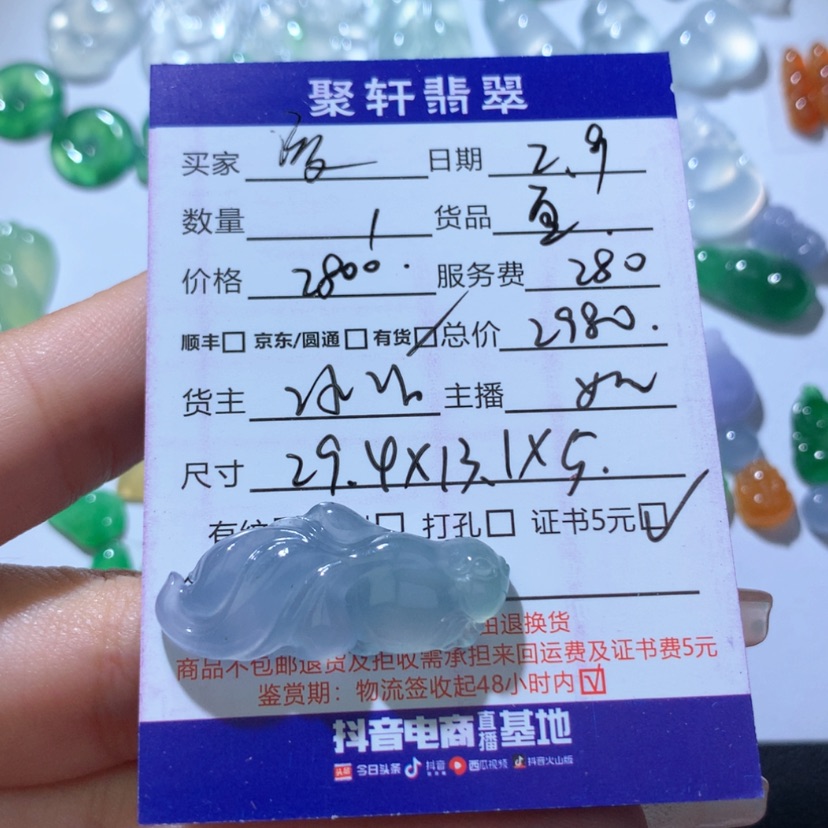 聚轩翡翠
买家 日期 2.9
数量 1 货品
价格 2800. 服务费 280
顺丰□ 京东/圆通□ 有货□ 总价 2980.
货主 主播
尺寸 29.4X13.1X5.
打孔□ 证书5元☑
退换货
商品不包邮退货及拒收需承担来回运费及证书费5元
鉴赏期：物流签收起48小时内☑
抖音电商直播基地
头条 今日头条 抖音 西瓜视频 抖音火山版